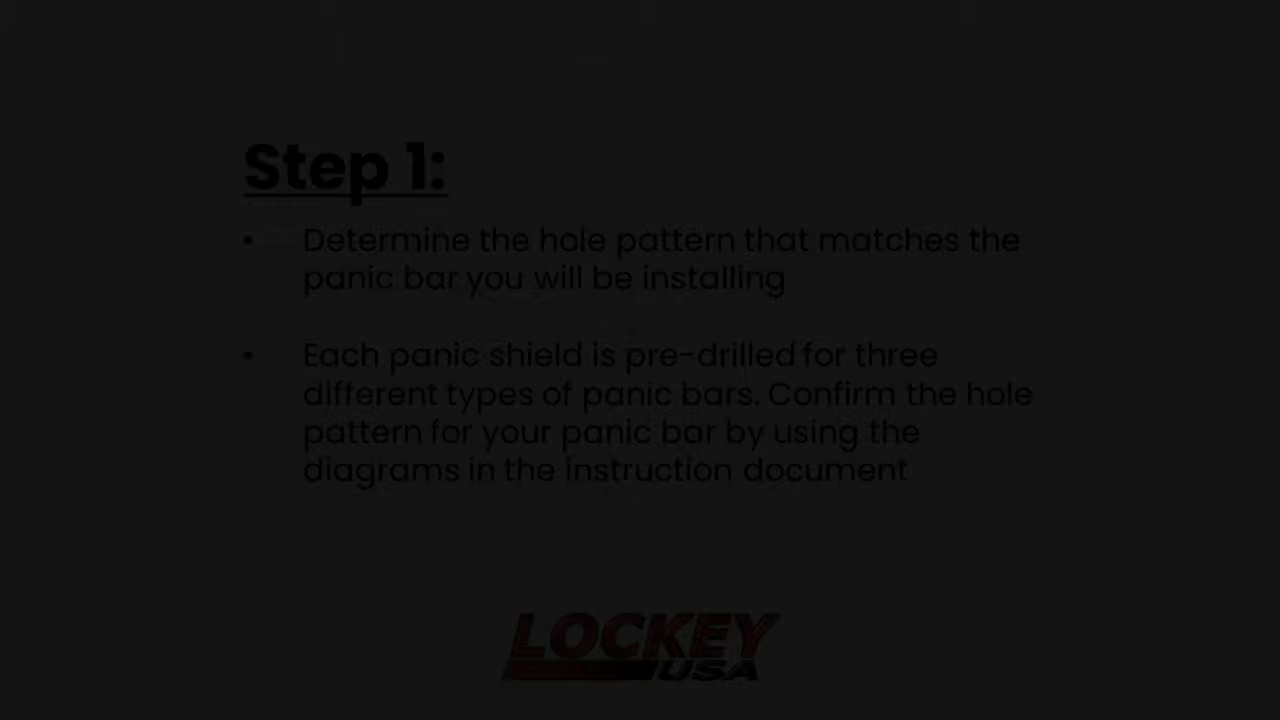 Step 1:
• Determine the hole pattern that matches the
panic bar you will be installing
• Each panic shield is pre-drilled for three
different types of panic bars. Confirm the hole
pattern for your panic bar by using the
diagrams in the instruction document
LOCKEY
USA